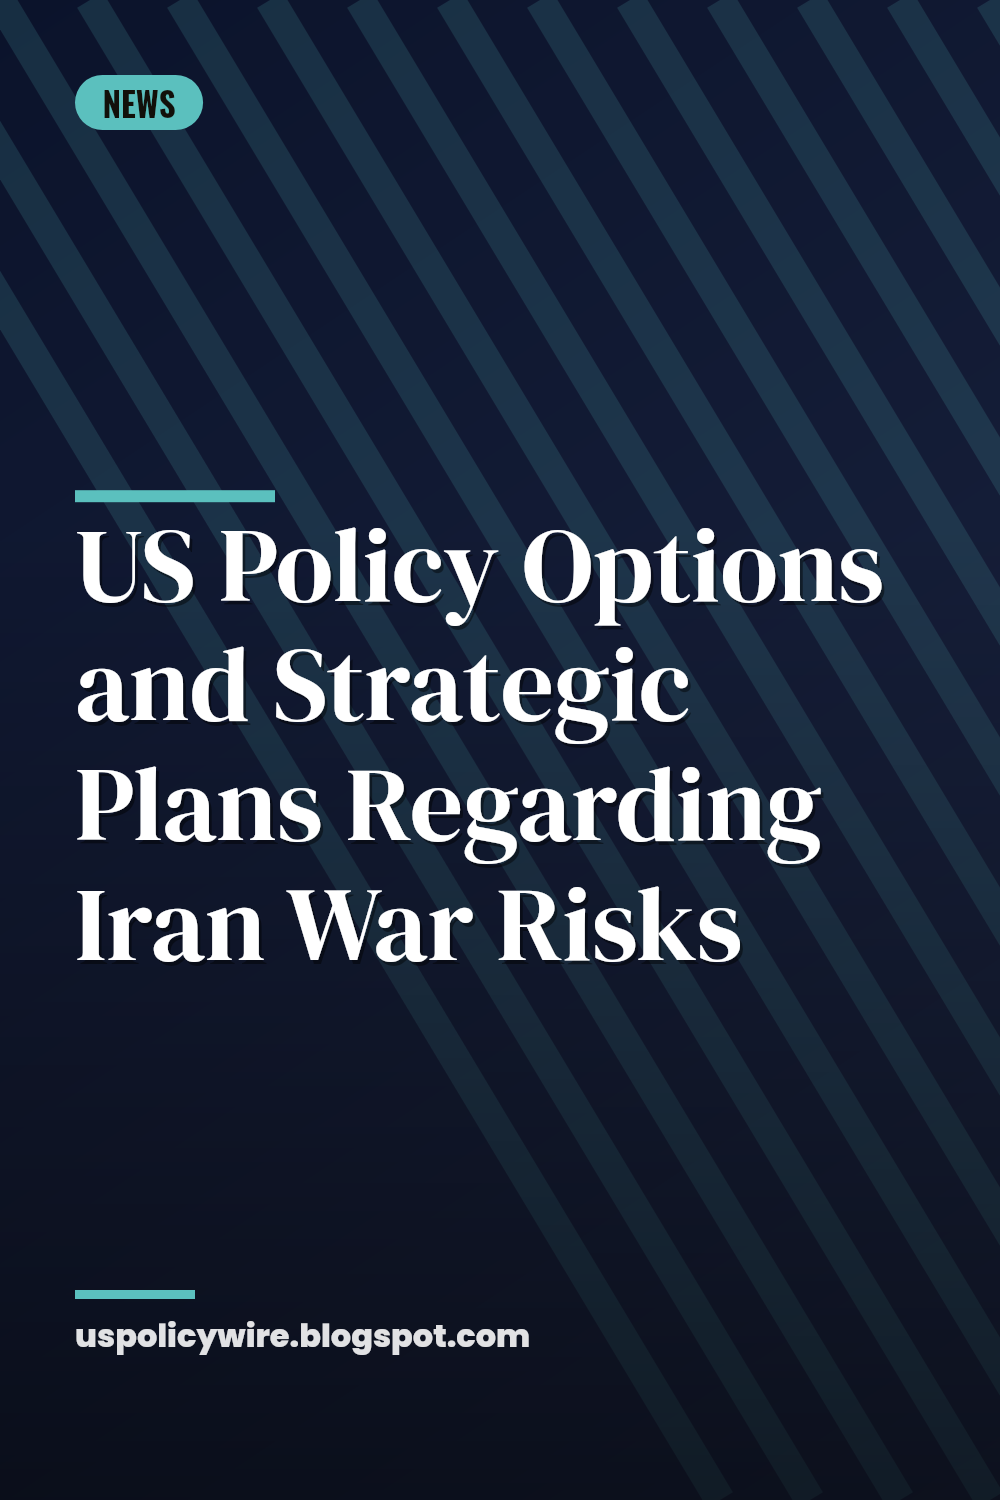 NEWS
US Policy Options
and Strategic
Plans Regarding
Iran War Risks
uspolicywire.blogspot.com